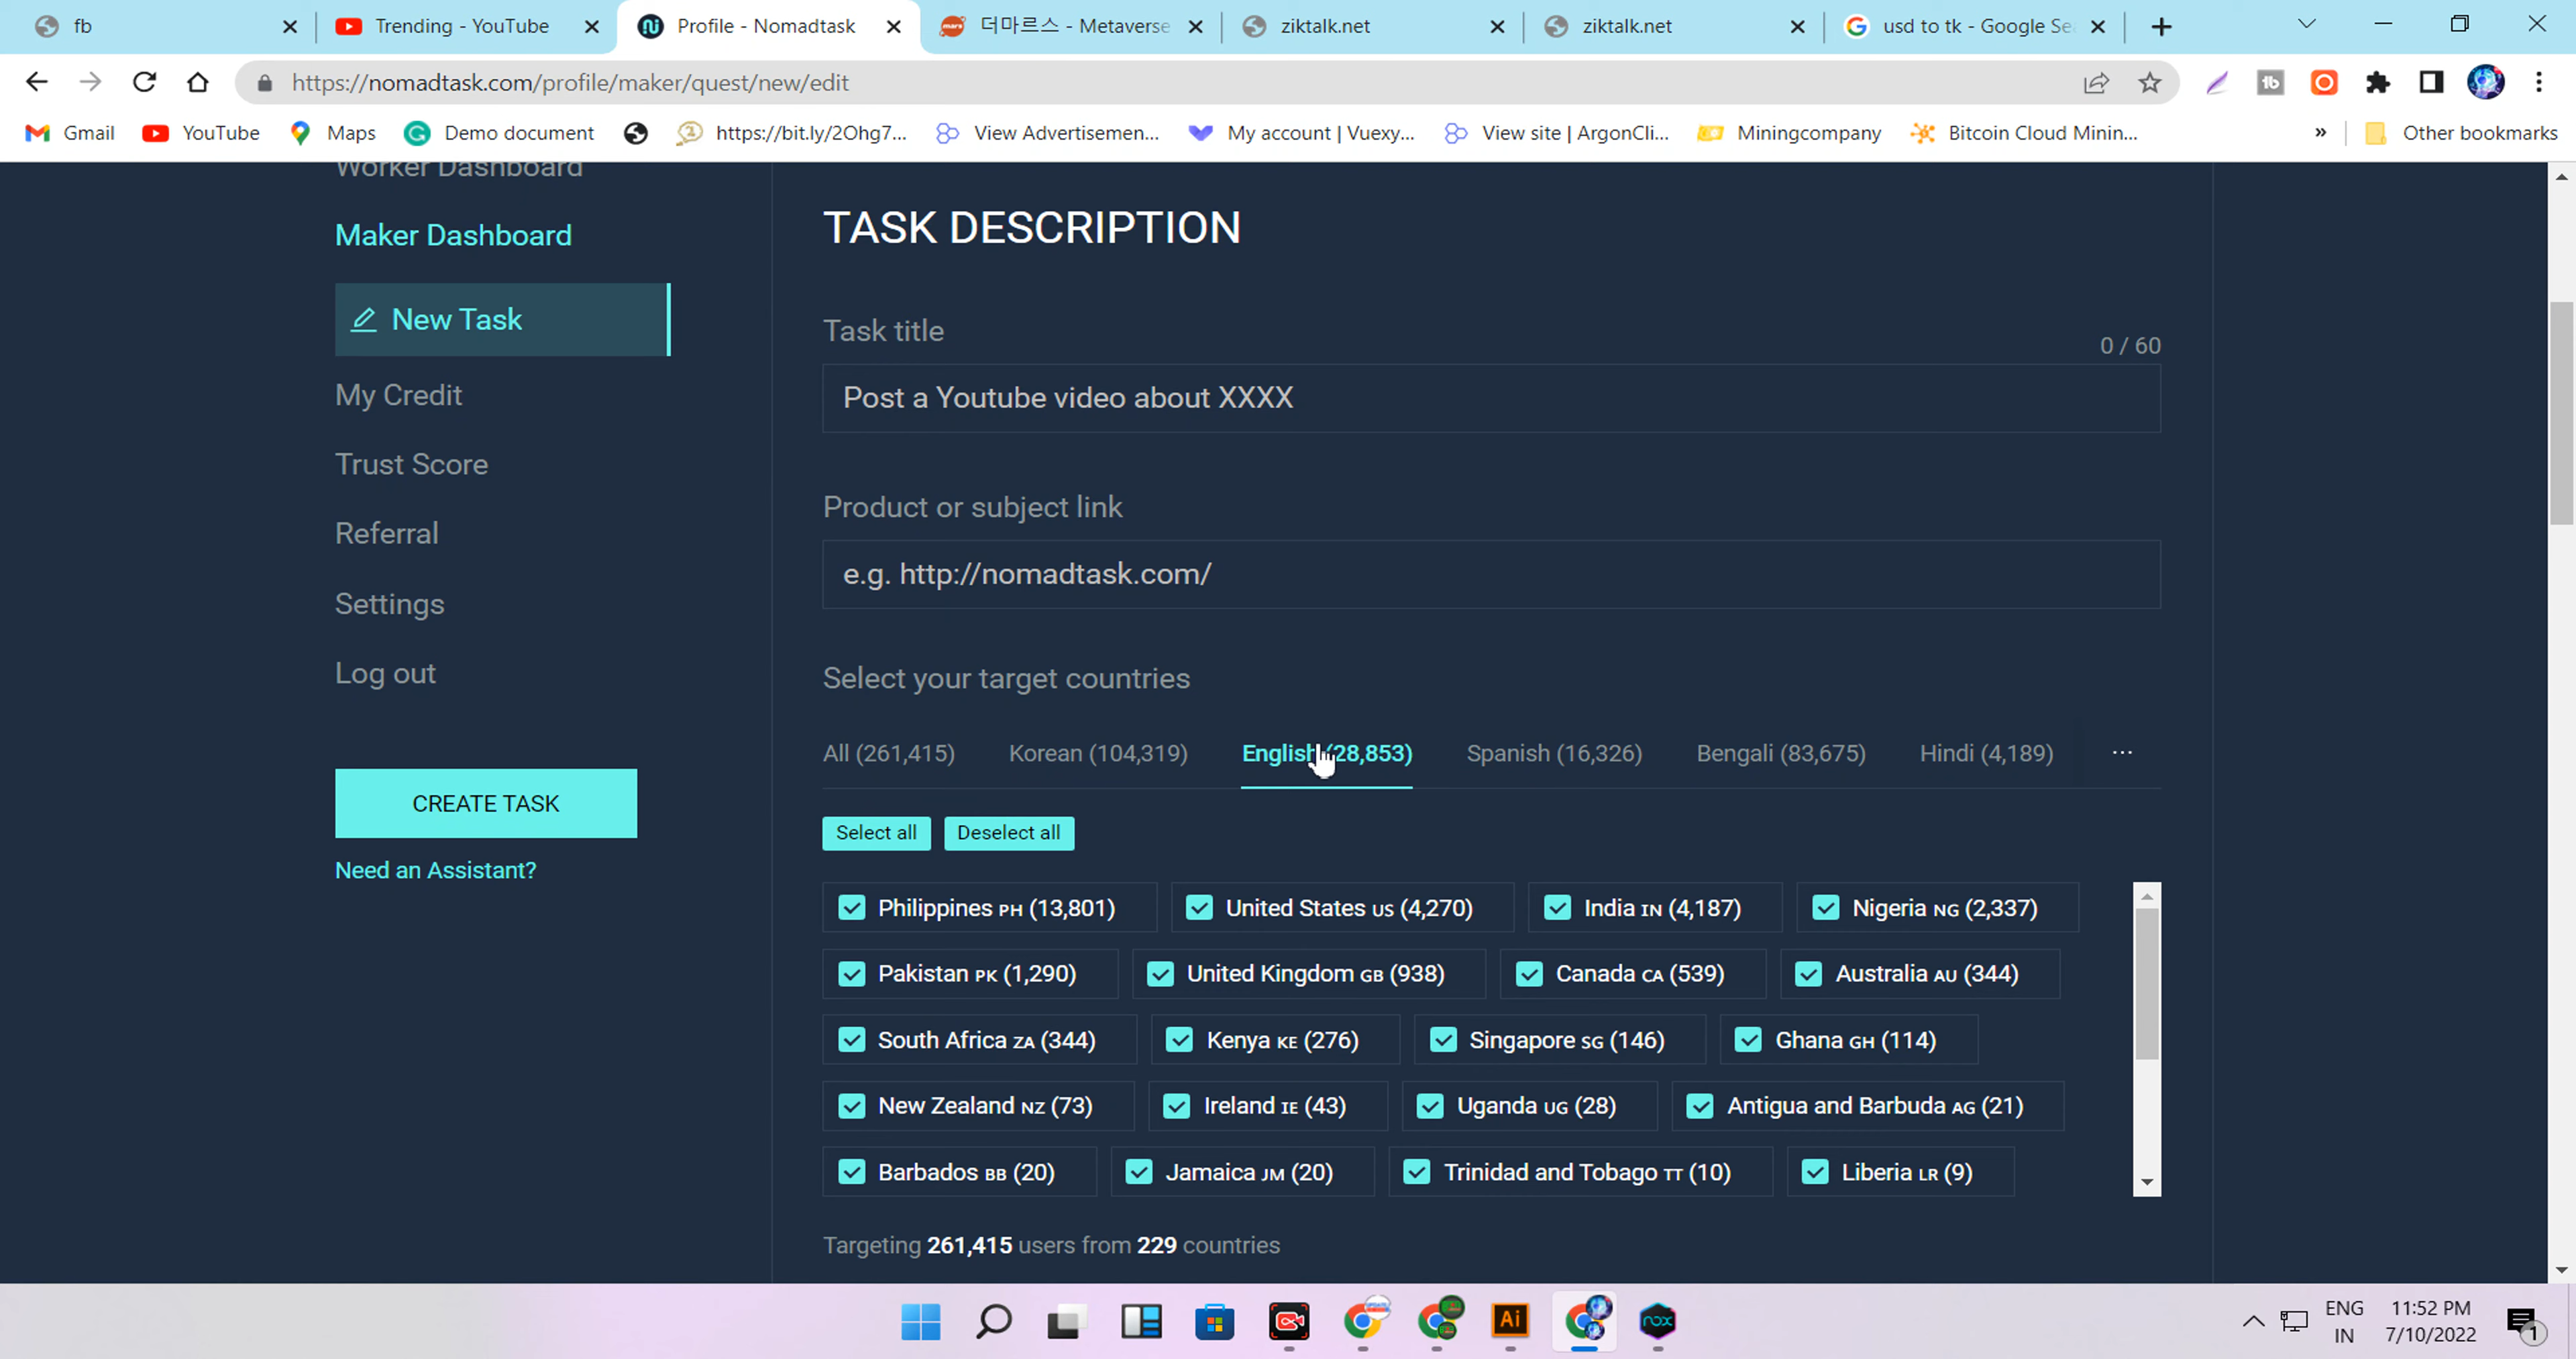 fb
Trending - YouTube
Profile - Nomadtask
더마르스 - Metaverse
ziktalk.net
ziktalk.net
usd to tk - Google Sea
https://nomadtask.com/profile/maker/quest/new/edit
Gmail
YouTube
Maps
Demo document
https://bit.ly/2Ohg7...
View Advertisemen...
My account | Vuexy...
View site | ArgonCli...
Miningcompany
Bitcoin Cloud Minin...
»
Other bookmarks
Worker Dashboard
Maker Dashboard
New Task
My Credit
Trust Score
Referral
Settings
Log out
CREATE TASK
Need an Assistant?
TASK DESCRIPTION
Task title
0 / 60
Post a Youtube video about XXXX
Product or subject link
e.g. http://nomadtask.com/
Select your target countries
All (261,415)
Korean (104,319)
English (28,853)
Spanish (16,326)
Bengali (83,675)
Hindi (4,189)
...
Select all
Deselect all
Philippines PH (13,801)
United States US (4,270)
India IN (4,187)
Nigeria NG (2,337)
Pakistan PK (1,290)
United Kingdom GB (938)
Canada CA (539)
Australia AU (344)
South Africa ZA (344)
Kenya KE (276)
Singapore SG (146)
Ghana GH (114)
New Zealand NZ (73)
Ireland IE (43)
Uganda UG (28)
Antigua and Barbuda AG (21)
Barbados BB (20)
Jamaica JM (20)
Trinidad and Tobago TT (10)
Liberia LR (9)
Targeting 261,415 users from 229 countries
Ai
nox
ENG
IN
11:52 PM
7/10/2022
1